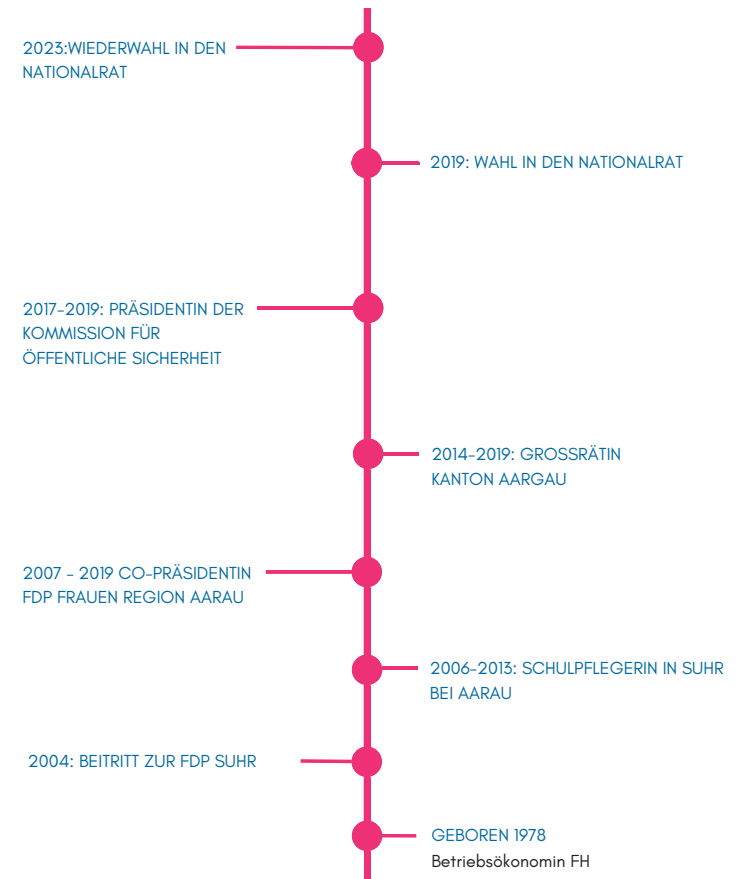 2023:WIEDERWAHL IN DEN
NATIONALRAT
2019: WAHL IN DEN NATIONALRAT
2017-2019: PRÄSIDENTIN DER
KOMMISSION FÜR
ÖFFENTLICHE SICHERHEIT
2014-2019: GROSSRÄTIN
KANTON AARGAU
2007 - 2019 CO-PRÄSIDENTIN
FDP FRAUEN REGION AARAU
2006-2013: SCHULPFLEGERIN IN SUHR
BEI AARAU
2004: BEITRITT ZUR FDP SUHR
GEBOREN 1978
Betriebsökonomin FH